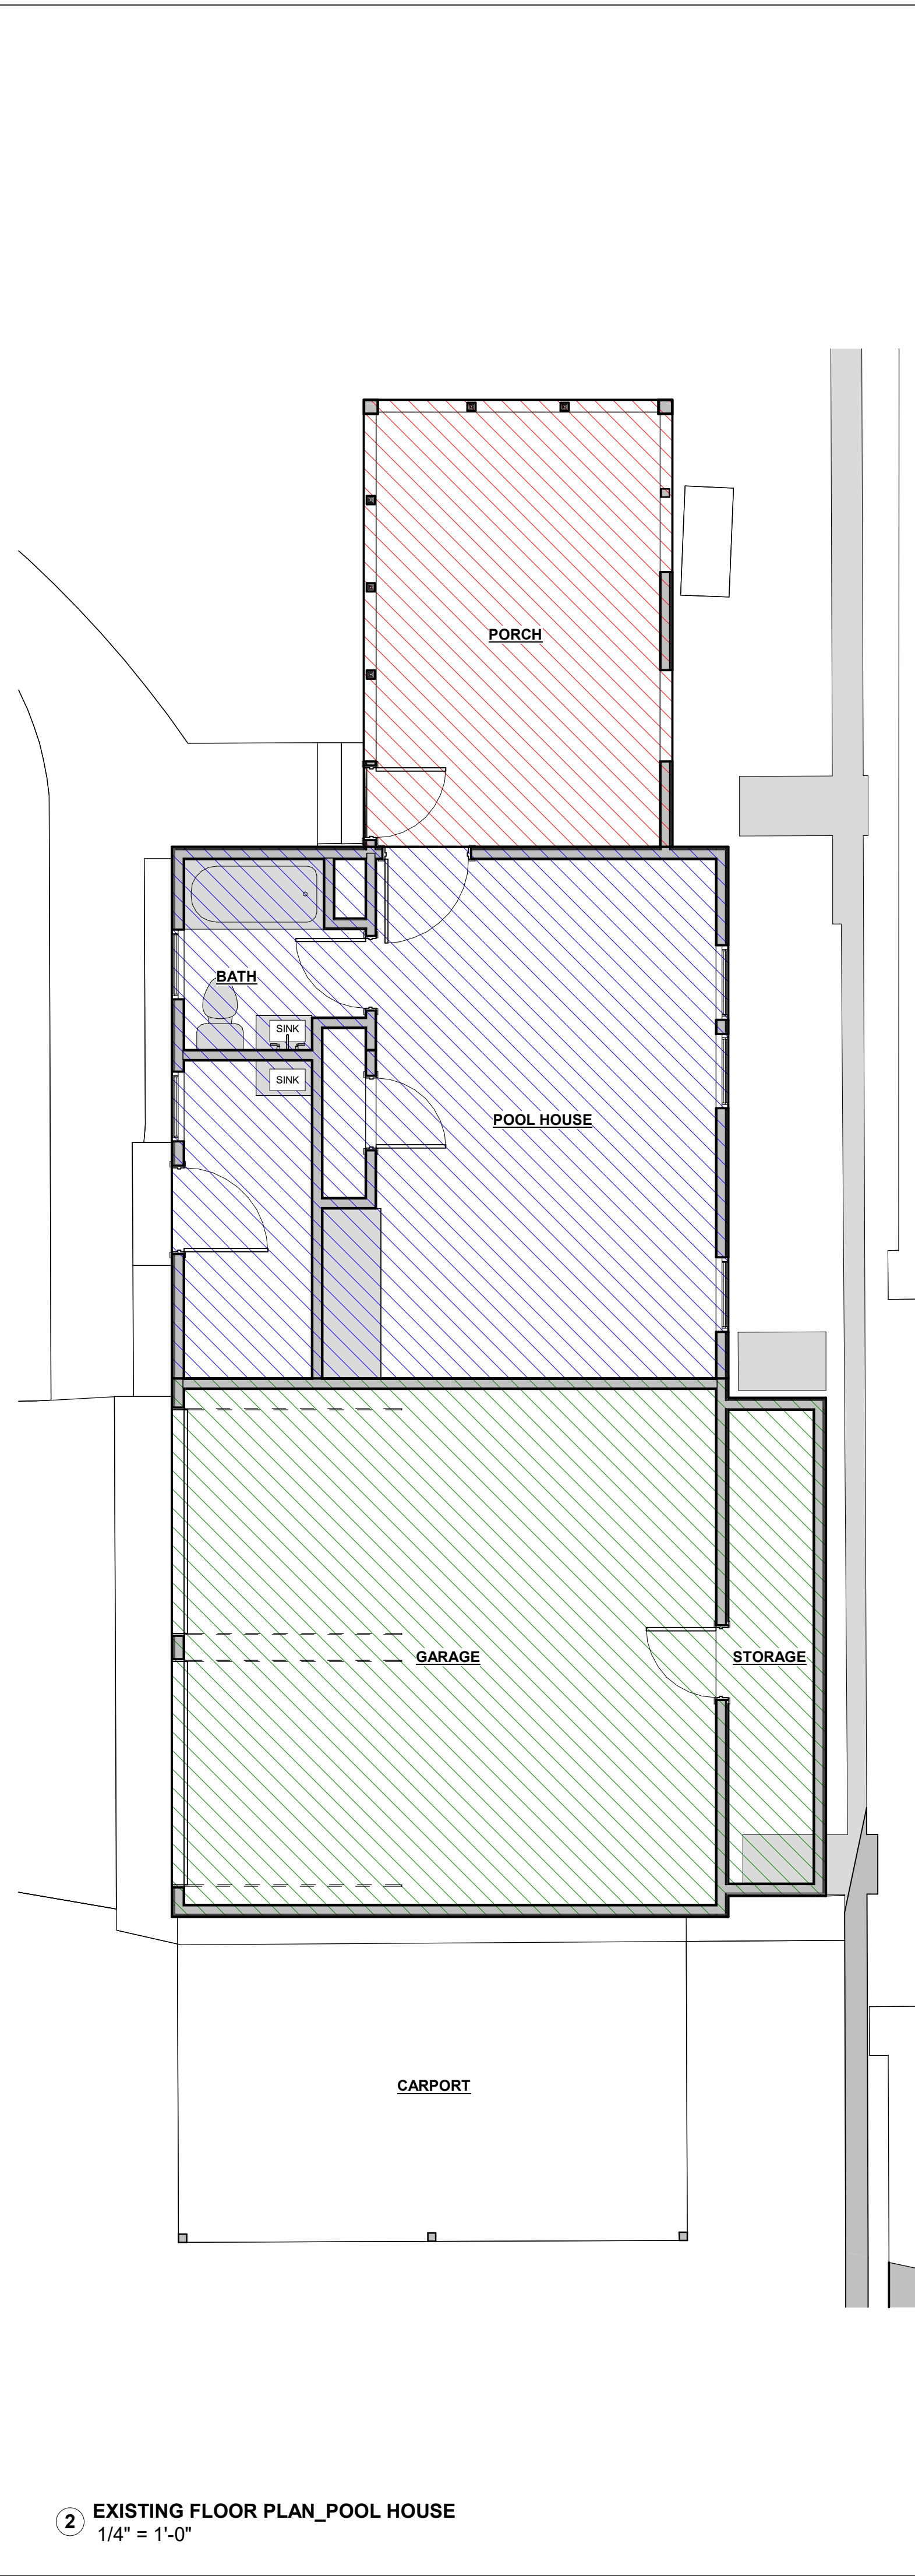 PORCH
BATH
SINK
SINK
POOL HOUSE
GARAGE
STORAGE
CARPORT
2 EXISTING FLOOR PLAN_POOL HOUSE
1/4" = 1'-0"